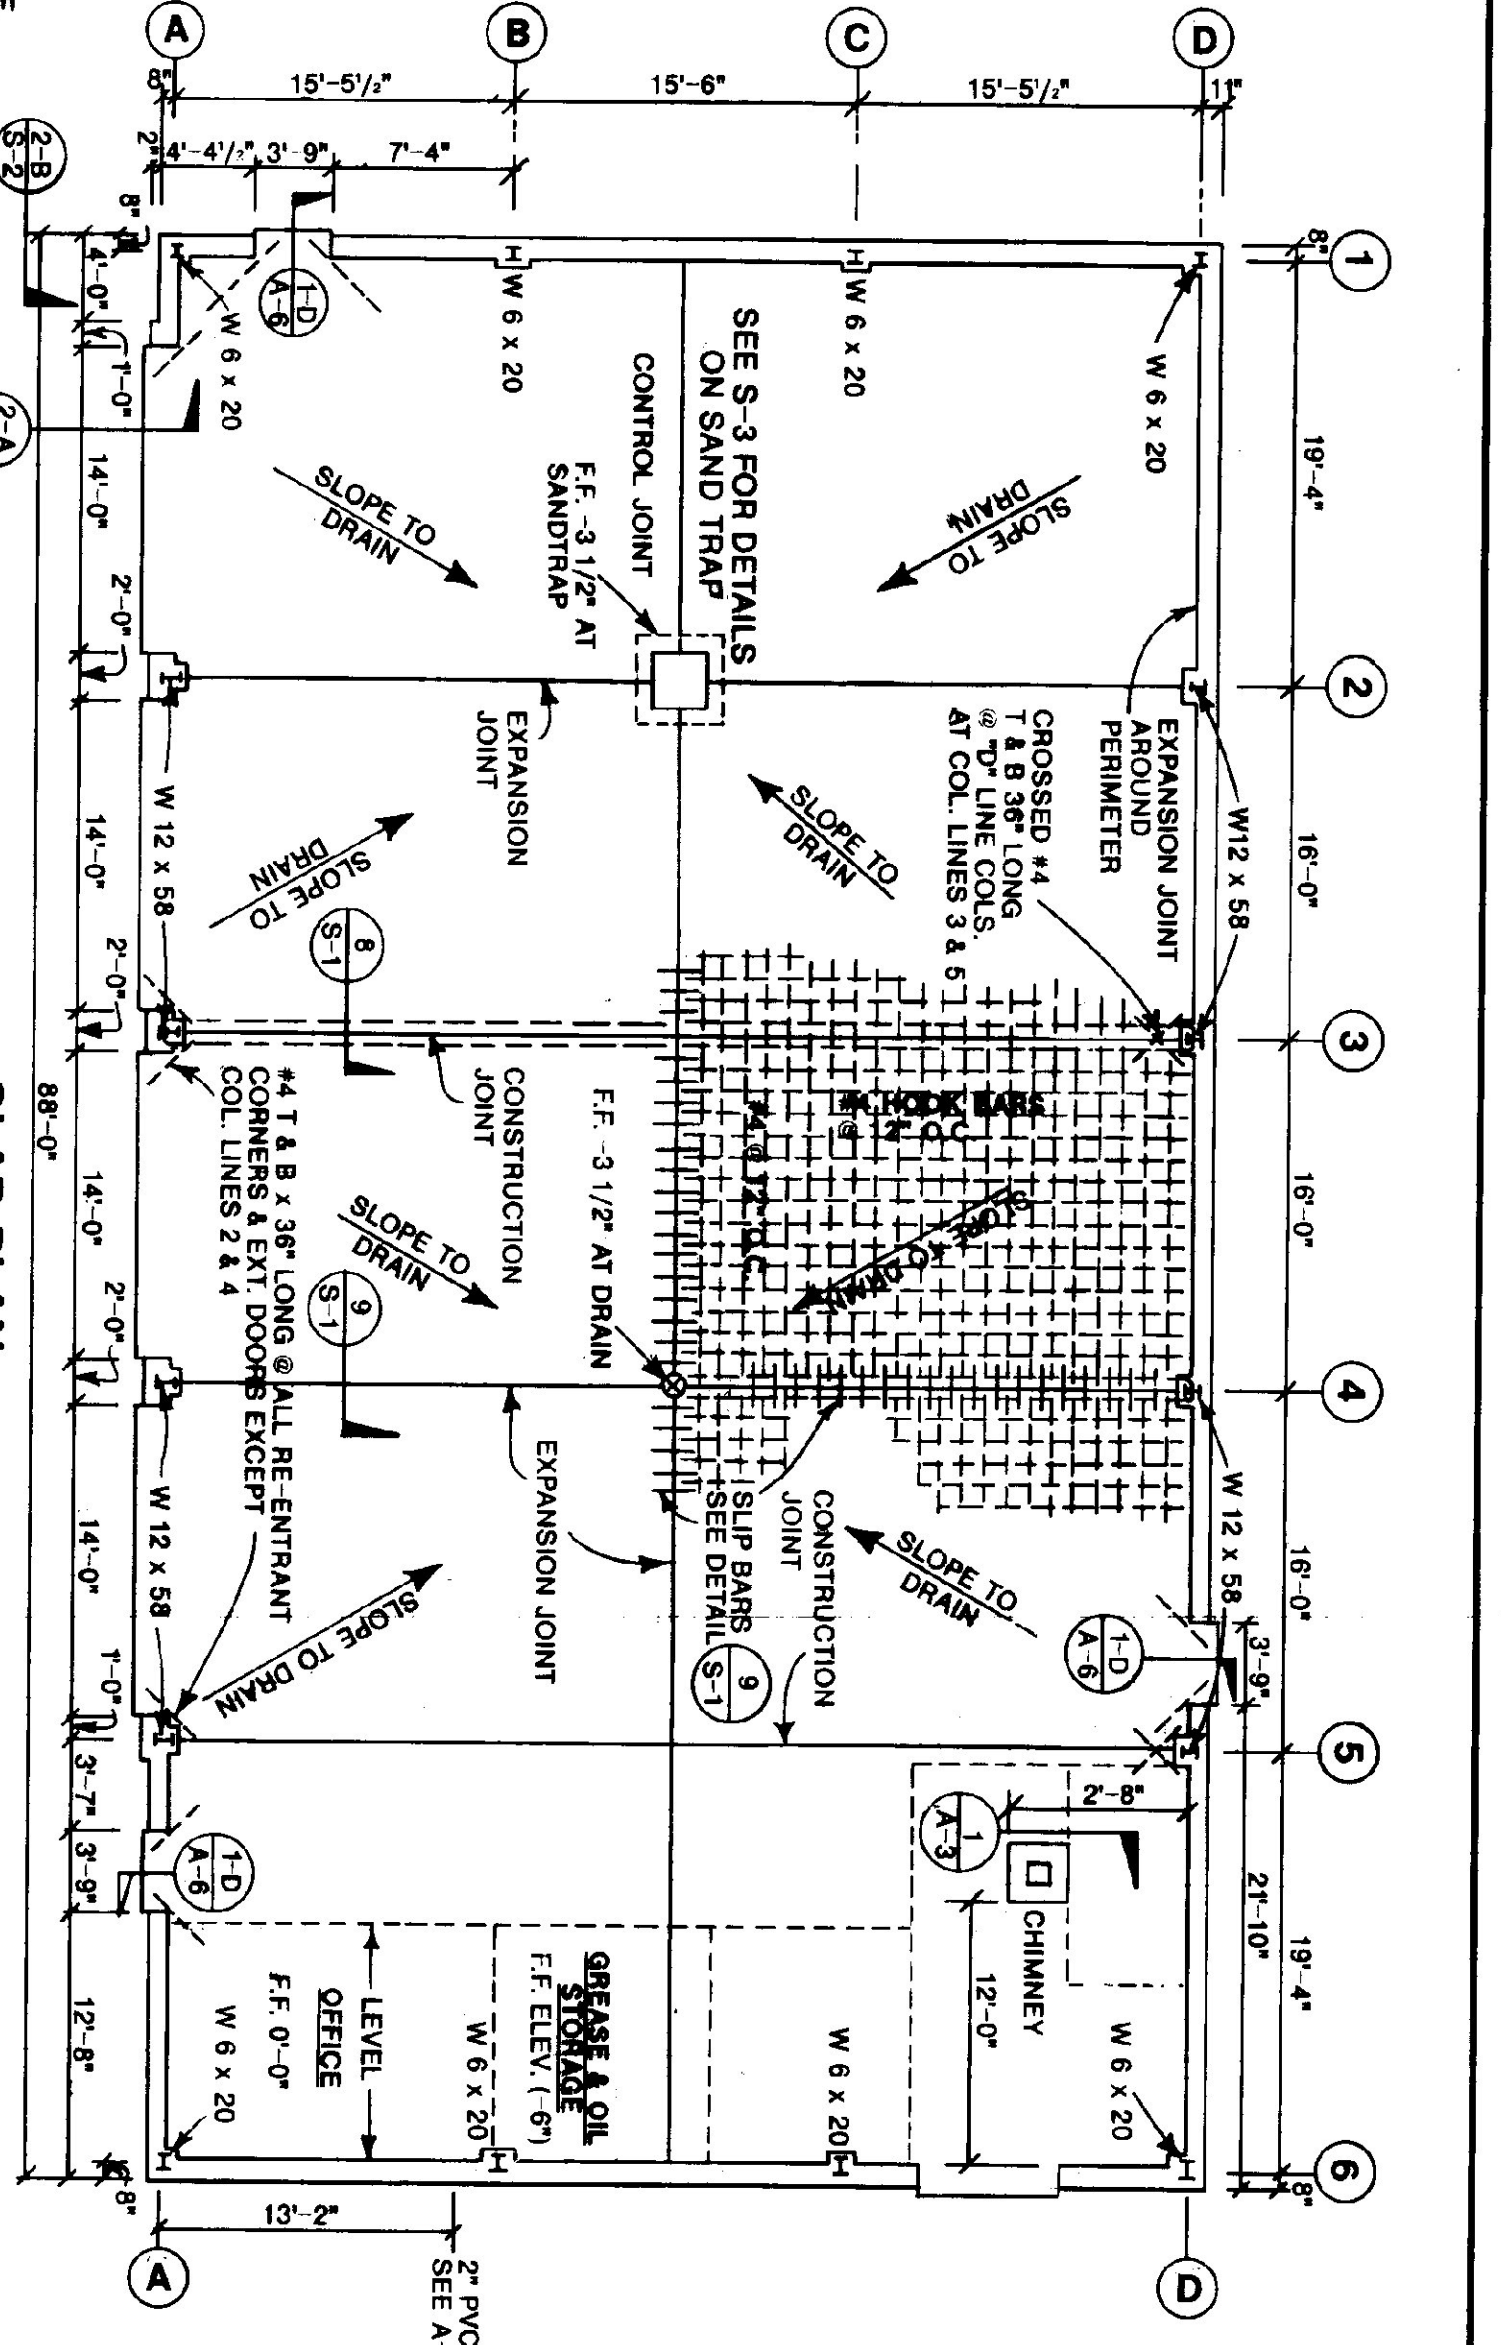 1
2
3
4
5
6
8"
19'-4"
16'-0"
16'-0"
16'-0"
19'-4"
8"
3'-9"
21'-10"
D
C
B
A
11"
15'-5 1/2"
15'-6"
15'-5 1/2"
8"
7'-4"
3'-9"
4'-4 1/2"
2"
W 6 x 20
W 6 x 20
W 6 x 20
W 6 x 20
W12 x 58
W 12 x 58
EXPANSION JOINT
AROUND
PERIMETER
CROSSED #4
T & B 36" LONG
@ "D" LINE COLS.
AT COL. LINES 3 & 5
SLOPE TO
DRAIN
SLOPE TO
DRAIN
SLOPE TO DRAIN
SLOPE TO
DRAIN
SEE S-3 FOR DETAILS
ON SAND TRAP
CONTROL JOINT
F.F. -3 1/2" AT
SANDTRAP
#4 HOOK BARS
@ 12" O.C.
#4 @ 12" O.C.
CONSTRUCTION
JOINT
SLIP BARS
SEE DETAIL
9
S-1
1-D
A-6
2'-8"
1
A-3
CHIMNEY
12'-0"
W 6 x 20
W 6 x 20
W 6 x 20
W 6 x 20
GREASE & OIL
STORAGE
F.F. ELEV. (-6")
LEVEL
OFFICE
F.F. 0'-0"
EXPANSION
JOINT
CONSTRUCTION
JOINT
F.F. -3 1/2" AT DRAIN
EXPANSION JOINT
SLOPE TO
DRAIN
SLOPE TO
DRAIN
SLOPE TO
DRAIN
SLOPE TO DRAIN
8
S-1
9
S-1
1-D
A-6
1-D
A-6
#4 T & B x 36" LONG @ ALL RE-ENTRANT
CORNERS & EXT. DOORS EXCEPT
COL. LINES 2 & 4
W 12 x 58
W 12 x 58
8"
4'-0"
1'-0"
14'-0"
2'-0"
14'-0"
2'-0"
14'-0"
2'-0"
14'-0"
1'-0"
3'-7"
3'-9"
12'-8"
8"
88'-0"
2-B
S-2
2-A
13'-2"
2" PVC
SEE A-
D
A